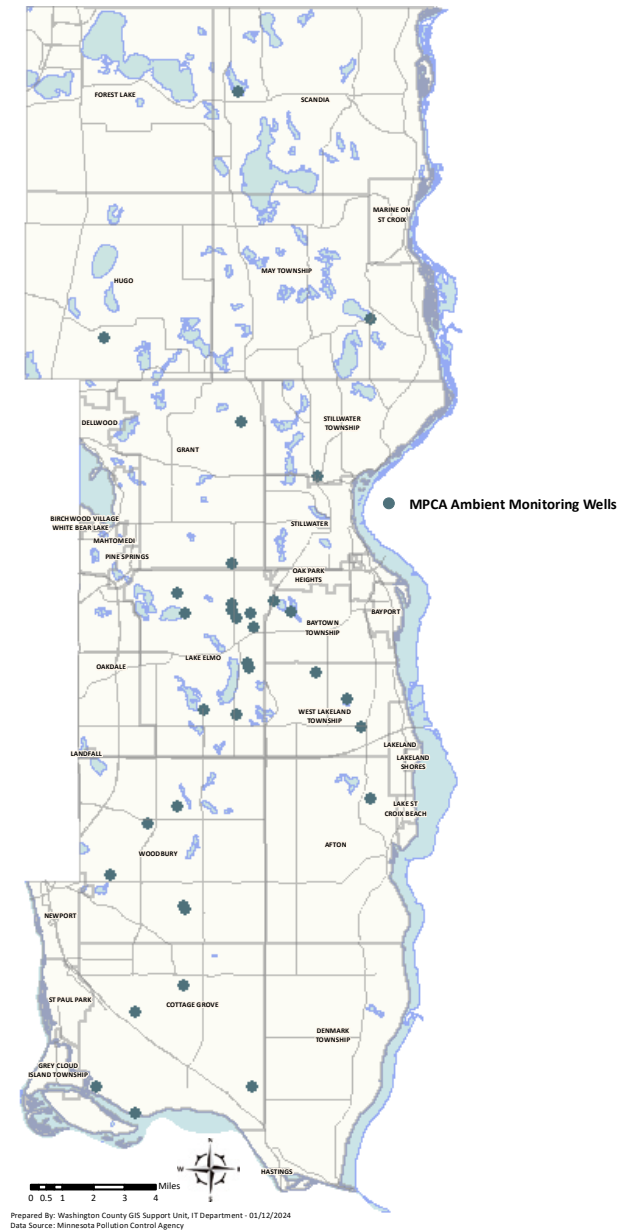 FOREST LAKE
SCANDIA
MARINE ON
ST CROIX
MAY TOWNSHIP
HUGO
DELLWOOD
STILLWATER
TOWNSHIP
GRANT
MPCA Ambient Monitoring Wells
BIRCHWOOD VILLAGE
WHITE BEAR LAKE
STILLWATER
MAHTOMEDI
PINE SPRINGS
OAK PARK
HEIGHTS
BAYPORT
BAYTOWN
TOWNSHIP
LAKE ELMO
OAKDALE
WEST LAKELAND
TOWNSHIP
LAKELAND
LANDFALL
LAKELAND
SHORES
LAKE ST
CROIX BEACH
AFTON
WOODBURY
NEWPORT
ST PAUL PARK
COTTAGE GROVE
DENMARK
TOWNSHIP
GREY CLOUD
ISLAND TOWNSHIP
N
W E
S
HASTINGS
Miles
0 0.5 1 2 3 4
Prepared By: Washington County GIS Support Unit, IT Department - 01/12/2024
Data Source: Minnesota Pollution Control Agency